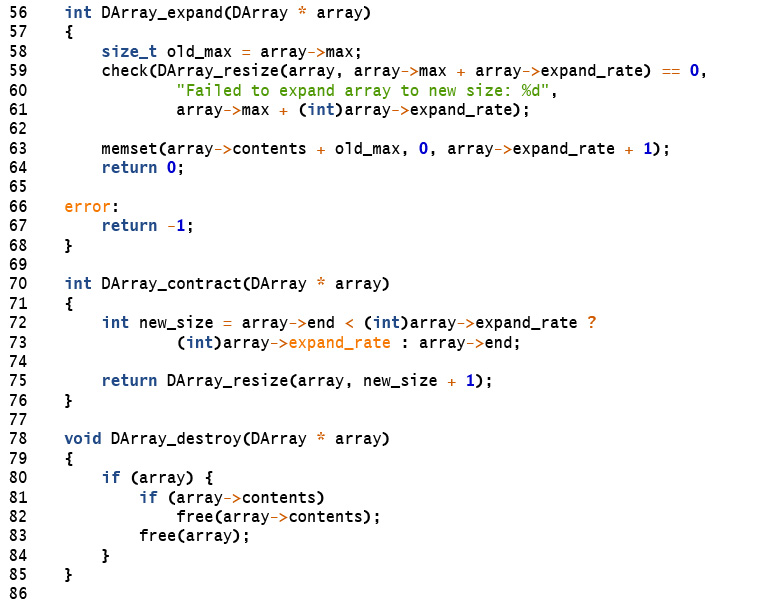 56    int DArray_expand(DArray * array)
57    {
58        size_t old_max = array->max;
59        check(DArray_resize(array, array->max + array->expand_rate) == 0,
60                "Failed to expand array to new size: %d",
61                array->max + (int)array->expand_rate);
62
63        memset(array->contents + old_max, 0, array->expand_rate + 1);
64        return 0;
65
66    error:
67        return -1;
68    }
69
70    int DArray_contract(DArray * array)
71    {
72        int new_size = array->end < (int)array->expand_rate ?
73                (int)array->expand_rate : array->end;
74
75        return DArray_resize(array, new_size + 1);
76    }
77
78    void DArray_destroy(DArray * array)
79    {
80        if (array) {
81            if (array->contents)
82                free(array->contents);
83            free(array);
84        }
85    }
86